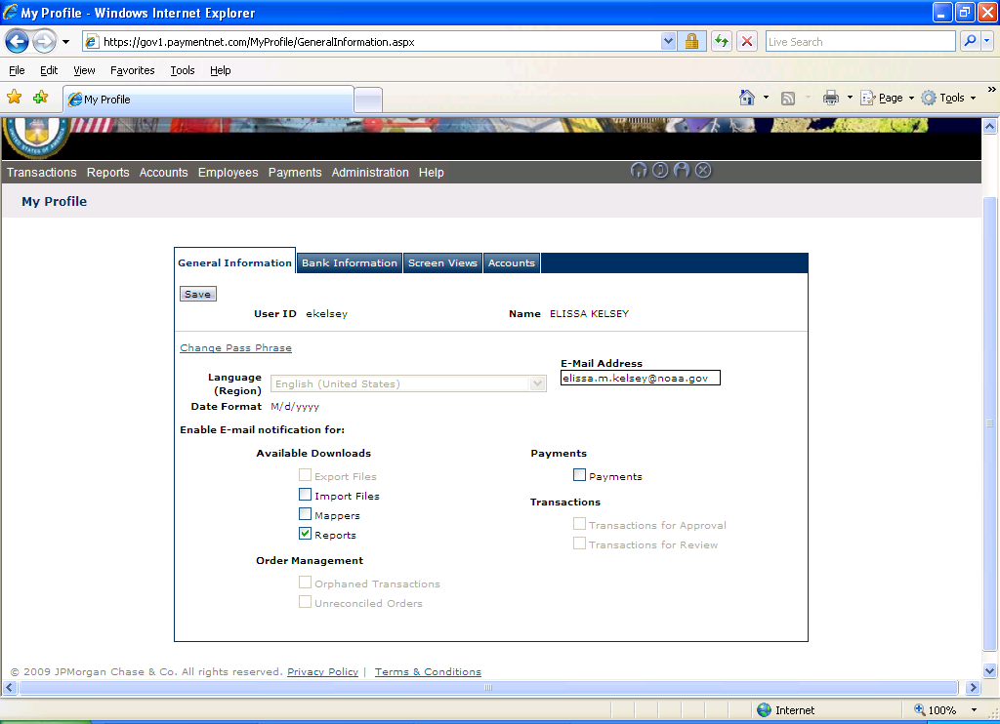 My Profile - Windows Internet Explorer
https://gov1.paymentnet.com/MyProfile/GeneralInformation.aspx
Live Search
File Edit View Favorites Tools Help
My Profile
Page Tools »
Transactions Reports Accounts Employees Payments Administration Help
My Profile
General Information Bank Information Screen Views Accounts
Save
User ID ekelsey Name ELISSA KELSEY
Change Pass Phrase
E-Mail Address
Language (Region) English (United States) elissa.m.kelsey@noaa.gov
Date Format M/d/yyyy
Enable E-mail notification for:
Available Downloads Payments
Export Files Payments
Import Files
Transactions
Mappers
Transactions for Approval
Reports
Transactions for Review
Order Management
Orphaned Transactions
Unreconciled Orders
© 2009 JPMorgan Chase & Co. All rights reserved. Privacy Policy | Terms & Conditions
Internet 100%